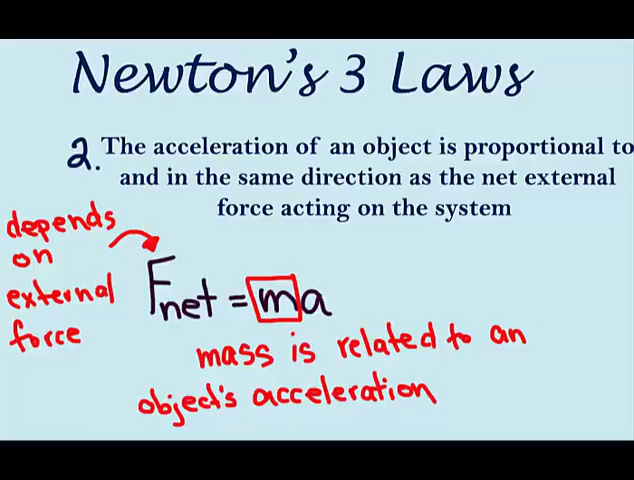 Newton's 3 Laws
2. The acceleration of an object is proportional to
and in the same direction as the net external
force acting on the system
depends
on
external
force
Fnet = ma
mass is related to an
object's acceleration